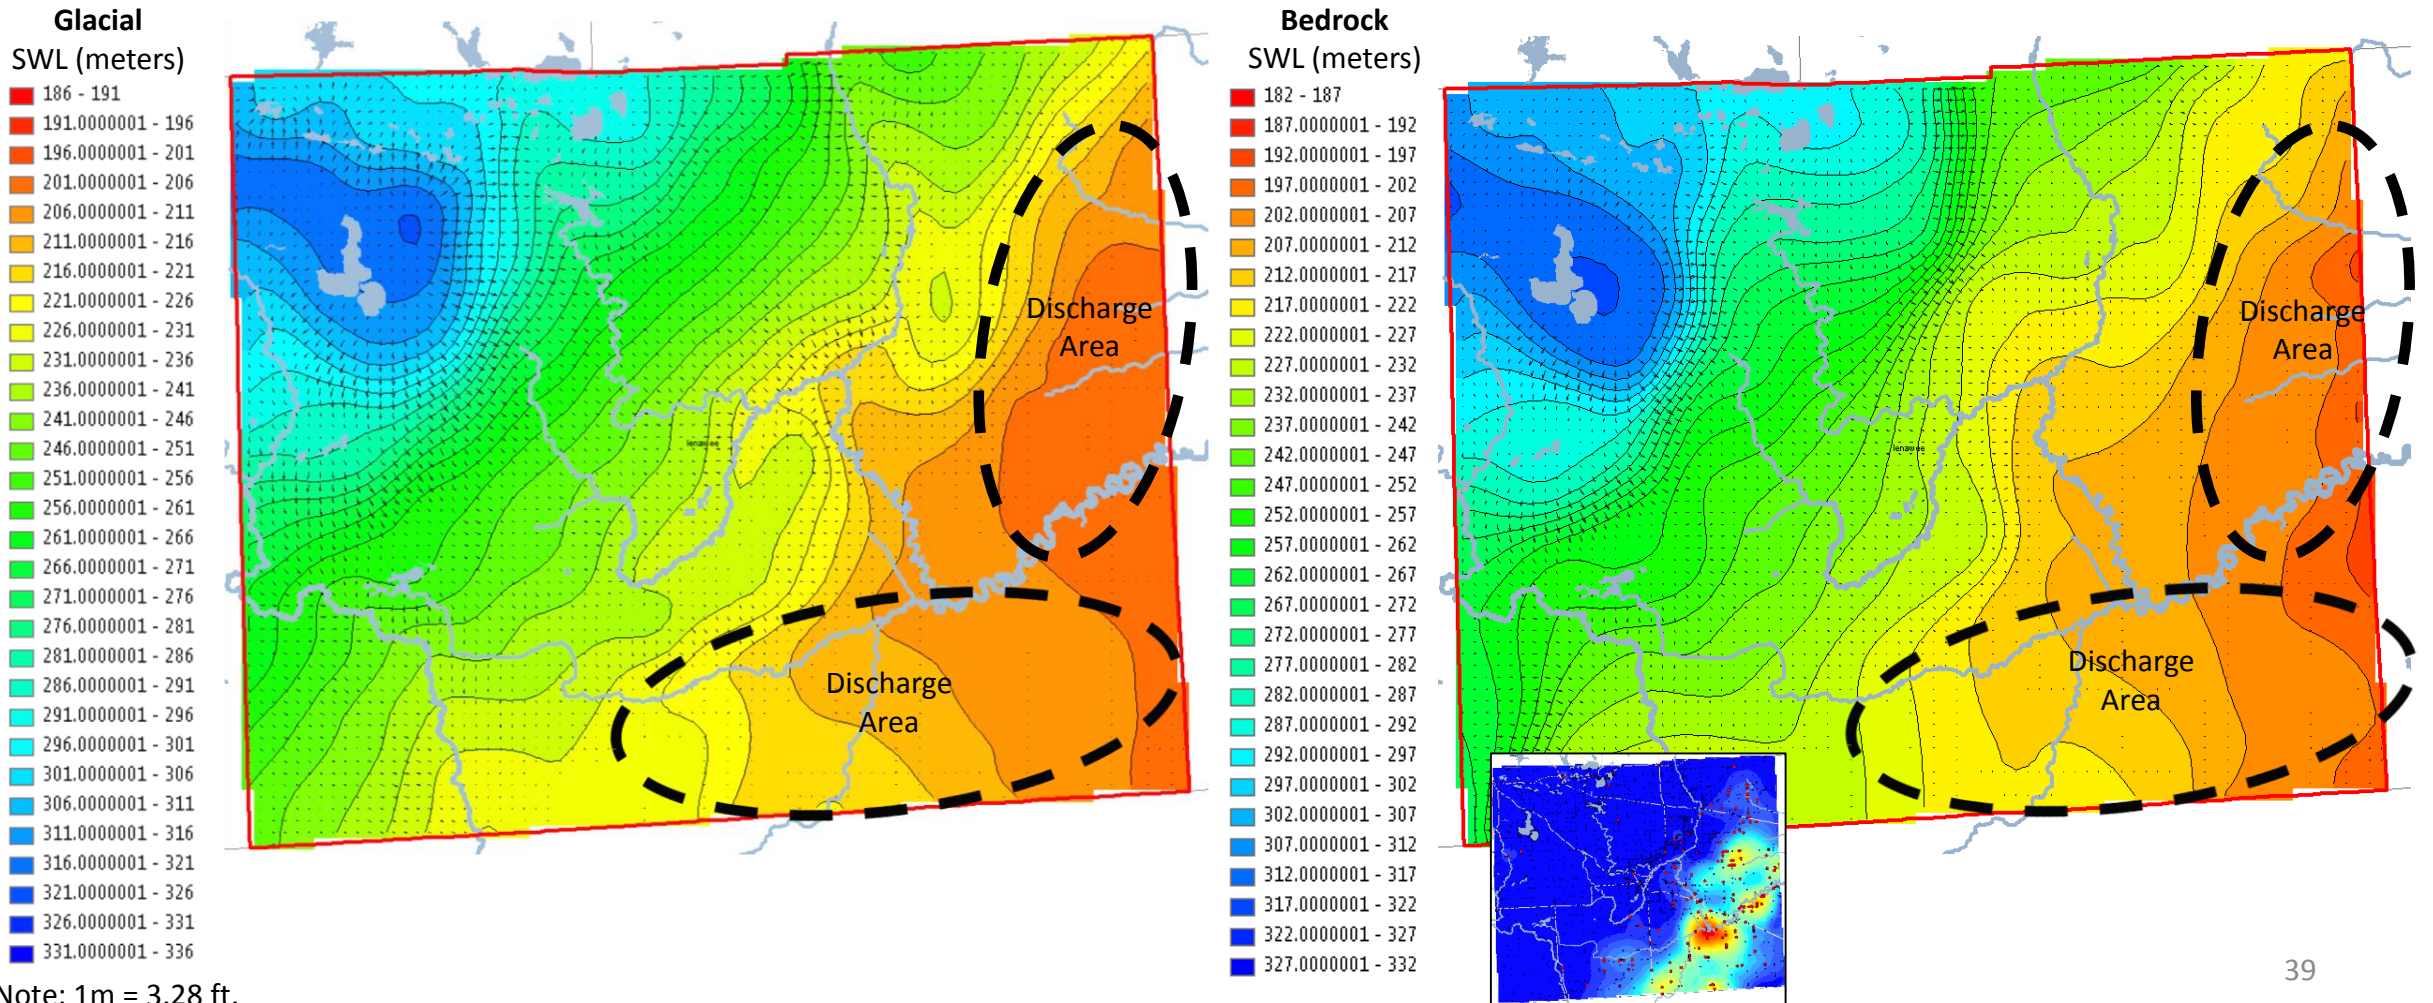 Glacial
SWL (meters)
186 - 191
191.0000001 - 196
196.0000001 - 201
201.0000001 - 206
206.0000001 - 211
211.0000001 - 216
216.0000001 - 221
221.0000001 - 226
226.0000001 - 231
231.0000001 - 236
236.0000001 - 241
241.0000001 - 246
246.0000001 - 251
251.0000001 - 256
256.0000001 - 261
261.0000001 - 266
266.0000001 - 271
271.0000001 - 276
276.0000001 - 281
281.0000001 - 286
286.0000001 - 291
291.0000001 - 296
296.0000001 - 301
301.0000001 - 306
306.0000001 - 311
311.0000001 - 316
316.0000001 - 321
321.0000001 - 326
326.0000001 - 331
331.0000001 - 336
Note: 1m = 3.28 ft.
lenawee
Discharge
Area
Discharge
Area
Bedrock
SWL (meters)
182 - 187
187.0000001 - 192
192.0000001 - 197
197.0000001 - 202
202.0000001 - 207
207.0000001 - 212
212.0000001 - 217
217.0000001 - 222
222.0000001 - 227
227.0000001 - 232
232.0000001 - 237
237.0000001 - 242
242.0000001 - 247
247.0000001 - 252
252.0000001 - 257
257.0000001 - 262
262.0000001 - 267
267.0000001 - 272
272.0000001 - 277
277.0000001 - 282
282.0000001 - 287
287.0000001 - 292
292.0000001 - 297
297.0000001 - 302
302.0000001 - 307
307.0000001 - 312
312.0000001 - 317
317.0000001 - 322
322.0000001 - 327
327.0000001 - 332
lenawee
Discharge
Area
Discharge
Area
39